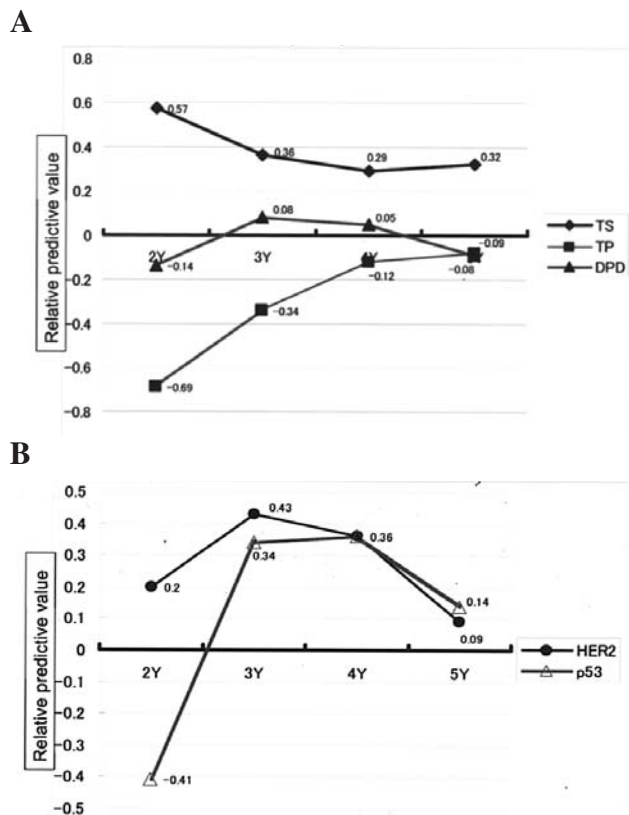 A
0.8
0.6
0.57
0.4
0.36
0.29
0.32
0.2
0.08
0.05
0
2Y
3Y
-0.09
-0.14
-0.12
-0.08
-0.2
-0.34
-0.4
-0.6
-0.69
-0.8
Relative predictive value
TS
TP
DPD
B
0.5
0.43
0.4
0.36
0.34
0.3
0.2
0.2
0.14
0.1
0.09
0
2Y
3Y
4Y
5Y
-0.1
-0.2
-0.3
-0.4
-0.41
-0.5
Relative predictive value
HER2
p53